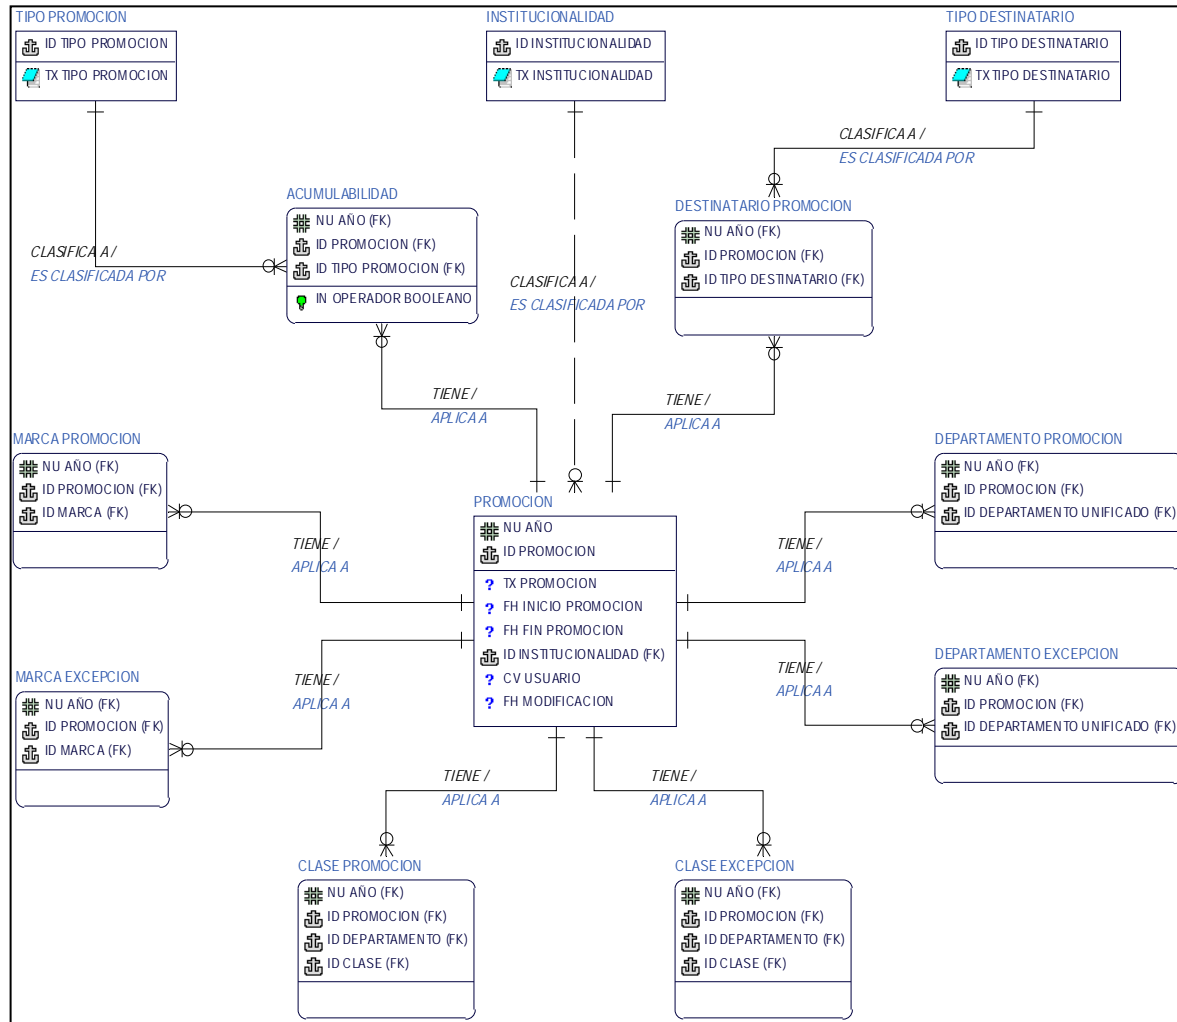 TIPO PROMOCION
ID TIPO PROMOCION
TX TIPO PROMOCION
INSTITUCIONALIDAD
ID INSTITUCIONALIDAD
TX INSTITUCIONALIDAD
TIPO DESTINATARIO
ID TIPO DESTINATARIO
TX TIPO DESTINATARIO
CLASIFICA A /
ES CLASIFICADA POR
ACUMULABILIDAD
NU AÑO (FK)
ID PROMOCION (FK)
ID TIPO PROMOCION (FK)
IN OPERADOR BOOLEANO
DESTINATARIO PROMOCION
NU AÑO (FK)
ID PROMOCION (FK)
ID TIPO DESTINATARIO (FK)
CLASIFICA A /
ES CLASIFICADA POR
CLASIFICA A /
ES CLASIFICADA POR
TIENE /
APLICA A
TIENE /
APLICA A
MARCA PROMOCION
NU AÑO (FK)
ID PROMOCION (FK)
ID MARCA (FK)
DEPARTAMENTO PROMOCION
NU AÑO (FK)
ID PROMOCION (FK)
ID DEPARTAMENTO UNIFICADO (FK)
PROMOCION
NU AÑO
ID PROMOCION
TX PROMOCION
FH INICIO PROMOCION
FH FIN PROMOCION
ID INSTITUCIONALIDAD (FK)
CV USUARIO
FH MODIFICACION
TIENE /
APLICA A
TIENE /
APLICA A
MARCA EXCEPCION
NU AÑO (FK)
ID PROMOCION (FK)
ID MARCA (FK)
TIENE /
APLICA A
TIENE /
APLICA A
DEPARTAMENTO EXCEPCION
NU AÑO (FK)
ID PROMOCION (FK)
ID DEPARTAMENTO UNIFICADO (FK)
TIENE /
APLICA A
TIENE /
APLICA A
CLASE PROMOCION
NU AÑO (FK)
ID PROMOCION (FK)
ID DEPARTAMENTO (FK)
ID CLASE (FK)
CLASE EXCEPCION
NU AÑO (FK)
ID PROMOCION (FK)
ID DEPARTAMENTO (FK)
ID CLASE (FK)